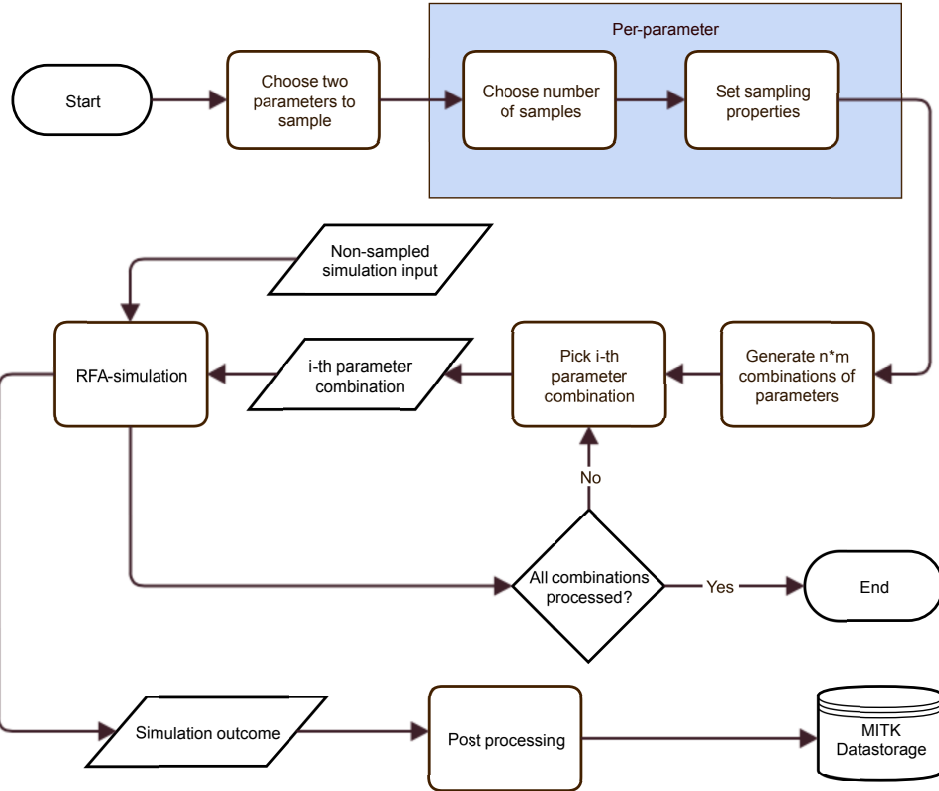 Per-parameter
Start
Choose two
parameters to
sample
Choose number
of samples
Set sampling
properties
Non-sampled
simulation input
RFA-simulation
i-th parameter
combination
Pick i-th
parameter
combination
Generate n*m
combinations of
parameters
No
All combinations
processed?
Yes
End
Simulation outcome
Post processing
MITK
Datastorage